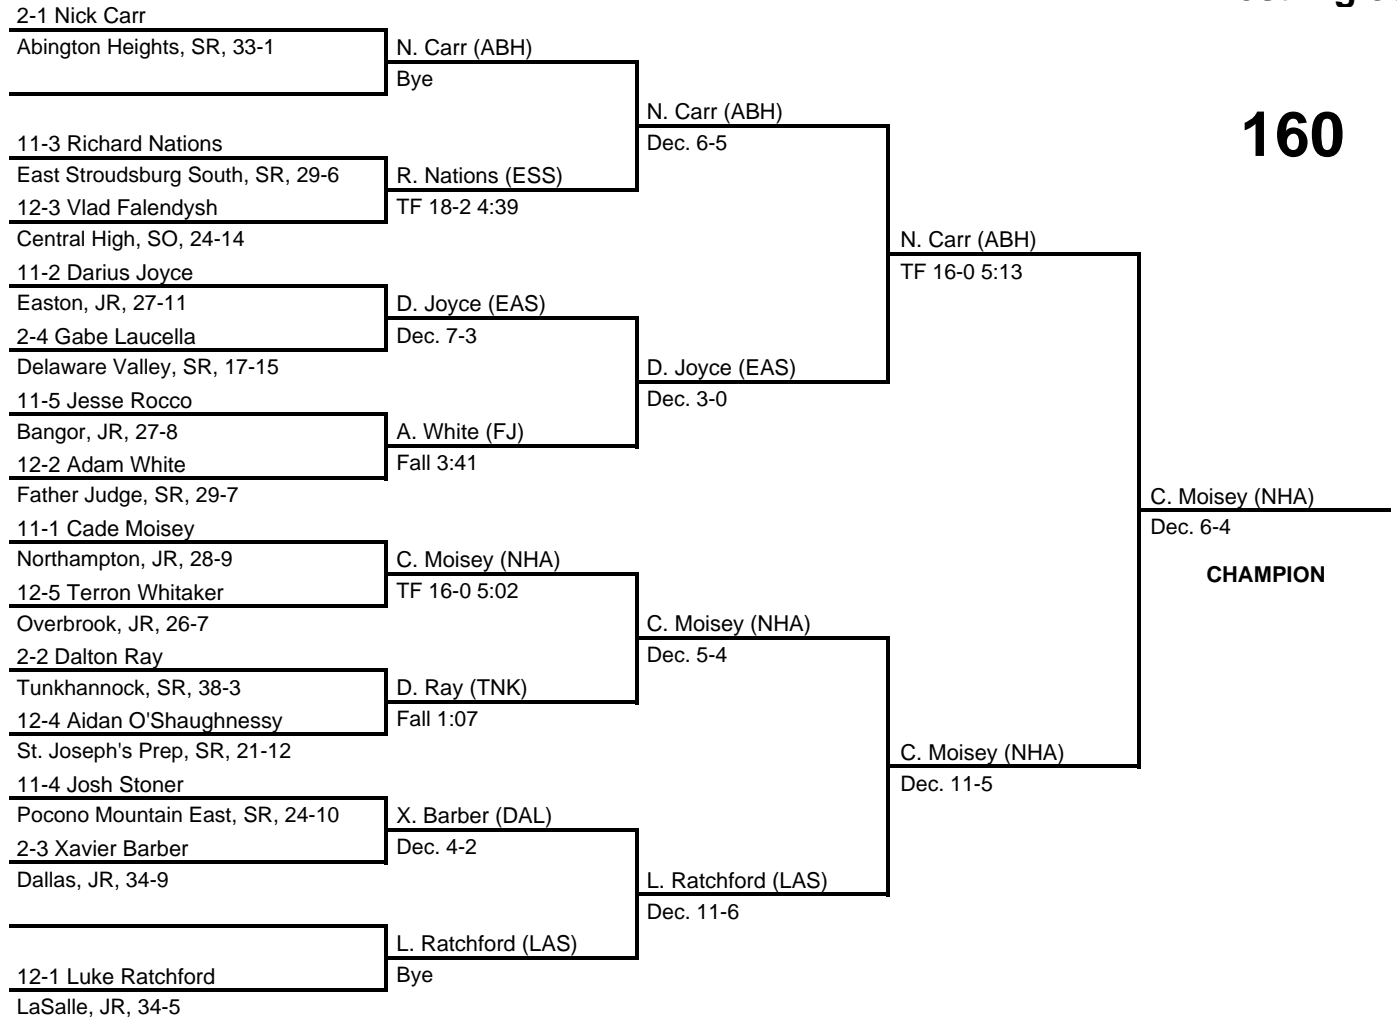 2-1 Nick Carr
Abington Heights, SR, 33-1
11-3 Richard Nations
East Stroudsburg South, SR, 29-6
12-3 Vlad Falendysh
Central High, SO, 24-14
11-2 Darius Joyce
Easton, JR, 27-11
2-4 Gabe Laucella
Delaware Valley, SR, 17-15
11-5 Jesse Rocco
Bangor, JR, 27-8
12-2 Adam White
Father Judge, SR, 29-7
11-1 Cade Moisey
Northampton, JR, 28-9
12-5 Terron Whitaker
Overbrook, JR, 26-7
2-2 Dalton Ray
Tunkhannock, SR, 38-3
12-4 Aidan O'Shaughnessy
St. Joseph's Prep, SR, 21-12
11-4 Josh Stoner
Pocono Mountain East, SR, 24-10
2-3 Xavier Barber
Dallas, JR, 34-9
12-1 Luke Ratchford
LaSalle, JR, 34-5
N. Carr (ABH)
Bye
R. Nations (ESS)
TF 18-2 4:39
D. Joyce (EAS)
Dec. 7-3
A. White (FJ)
Fall 3:41
C. Moisey (NHA)
TF 16-0 5:02
D. Ray (TNK)
Fall 1:07
X. Barber (DAL)
Dec. 4-2
L. Ratchford (LAS)
Bye
N. Carr (ABH)
Dec. 6-5
D. Joyce (EAS)
Dec. 3-0
C. Moisey (NHA)
Dec. 5-4
L. Ratchford (LAS)
Dec. 11-6
N. Carr (ABH)
TF 16-0 5:13
C. Moisey (NHA)
Dec. 11-5
160
C. Moisey (NHA)
Dec. 6-4
CHAMPION